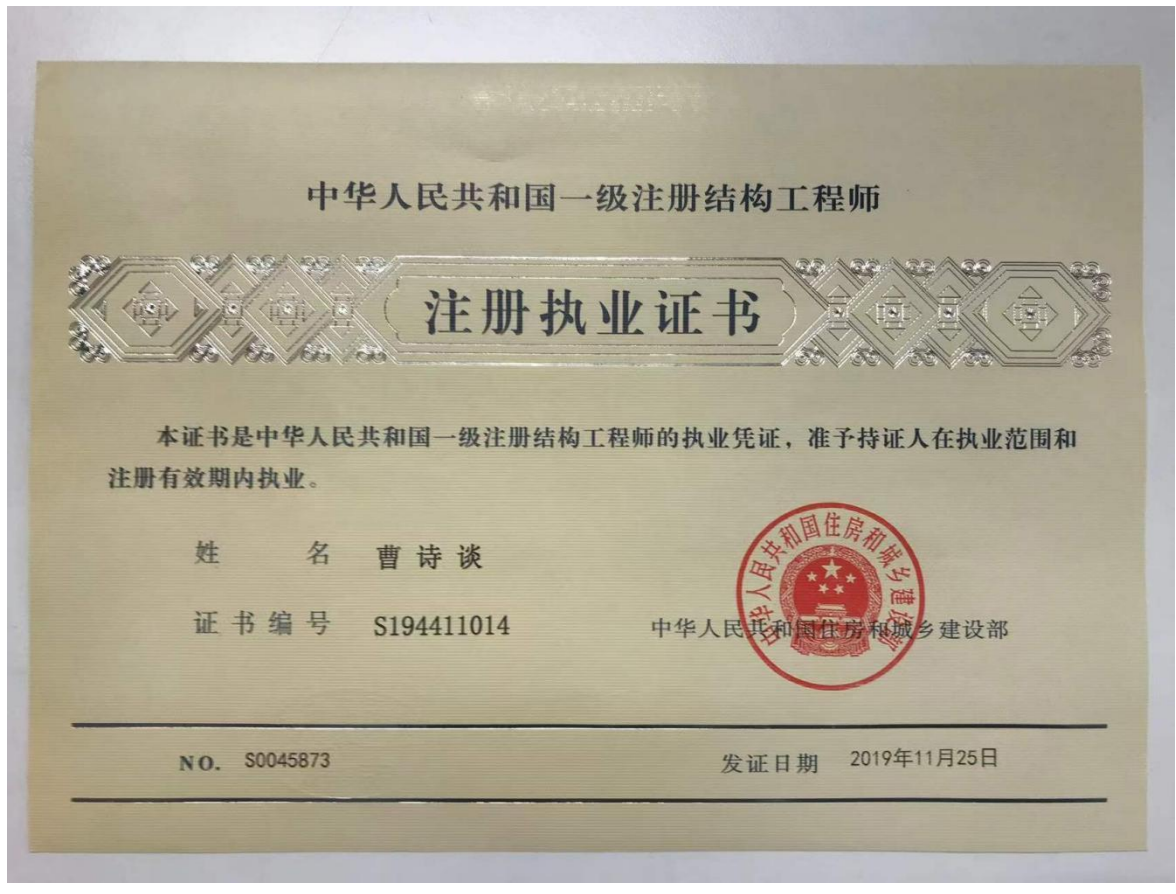 中华人民共和国一级注册结构工程师
注册执业证书
本证书是中华人民共和国一级注册结构工程师的执业凭证，准予持证人在执业范围和
注册有效期内执业。
姓名 曹诗谈
证书编号 S194411014
中华人民共和国住房和城乡建设部
中华人民共和国住房和城乡建设部
NO. S0045873 发证日期 2019年11月25日